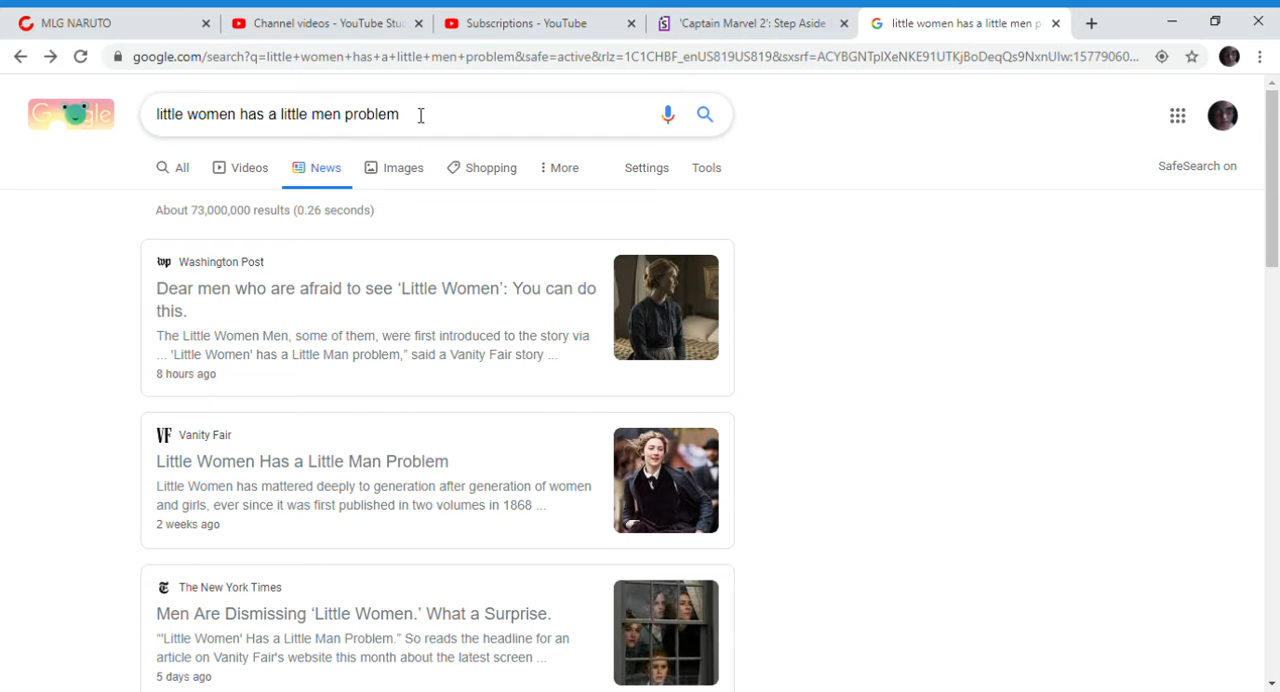 MLG NARUTO
Channel videos - YouTube Stu
Subscriptions - YouTube
'Captain Marvel 2': Step Aside
little women has a little men p
google.com/search?q=little+women+has+a+little+men+problem&safe=active&rlz=1C1CHBF_enUS819US819&sxsrf=ACYBGNTpIXeNKE91UTKjBoDeqQs9NxnUIw:15779060...
Google
little women has a little men problem
All
Videos
News
Images
Shopping
More
Settings
Tools
SafeSearch on
About 73,000,000 results (0.26 seconds)
wp Washington Post
Dear men who are afraid to see ‘Little Women’: You can do
this.
The Little Women Men, some of them, were first introduced to the story via
... 'Little Women' has a Little Man problem,” said a Vanity Fair story ...
8 hours ago
VF Vanity Fair
Little Women Has a Little Man Problem
Little Women has mattered deeply to generation after generation of women
and girls, ever since it was first published in two volumes in 1868 ...
2 weeks ago
The New York Times
Men Are Dismissing ‘Little Women.’ What a Surprise.
“'Little Women' Has a Little Man Problem.” So reads the headline for an
article on Vanity Fair's website this month about the latest screen ...
5 days ago